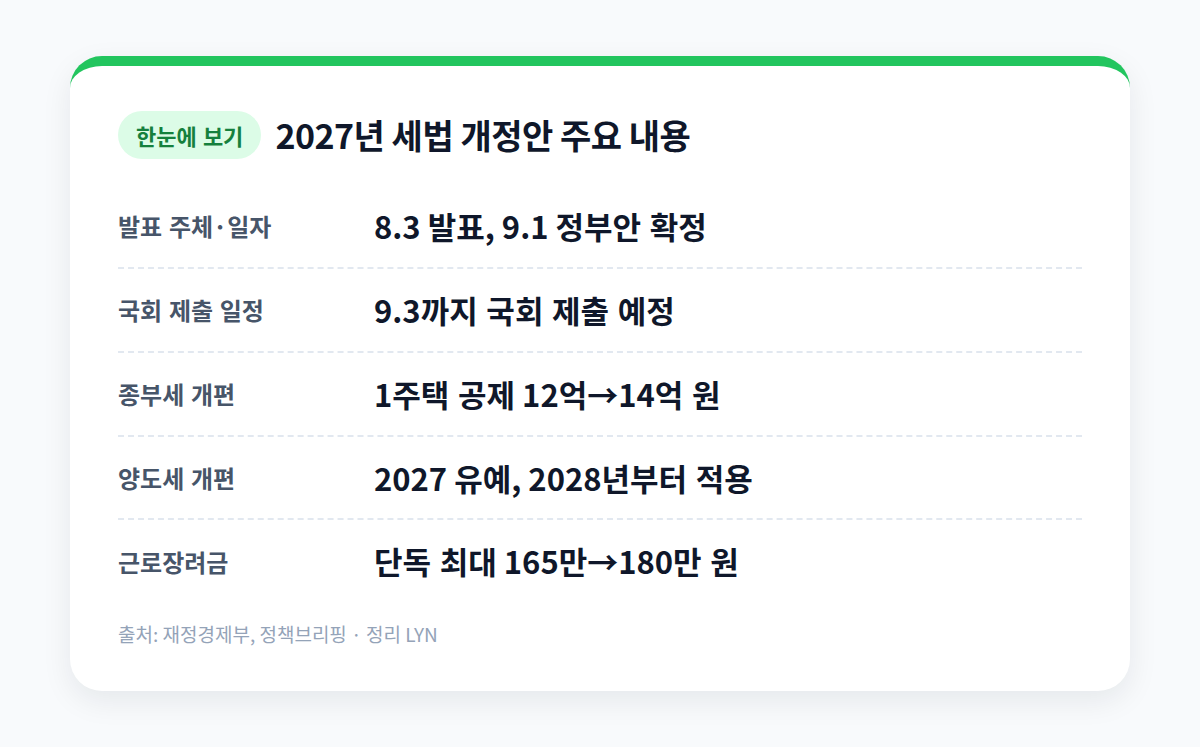 한눈에 보기 2027년 세법 개정안 주요 내용
발표 주체·일자 8.3 발표, 9.1 정부안 확정
국회 제출 일정 9.3까지 국회 제출 예정
종부세 개편 1주택 공제 12억→14억 원
양도세 개편 2027 유예, 2028년부터 적용
근로장려금 단독 최대 165만→180만 원
출처: 재정경제부, 정책브리핑 · 정리 LYN